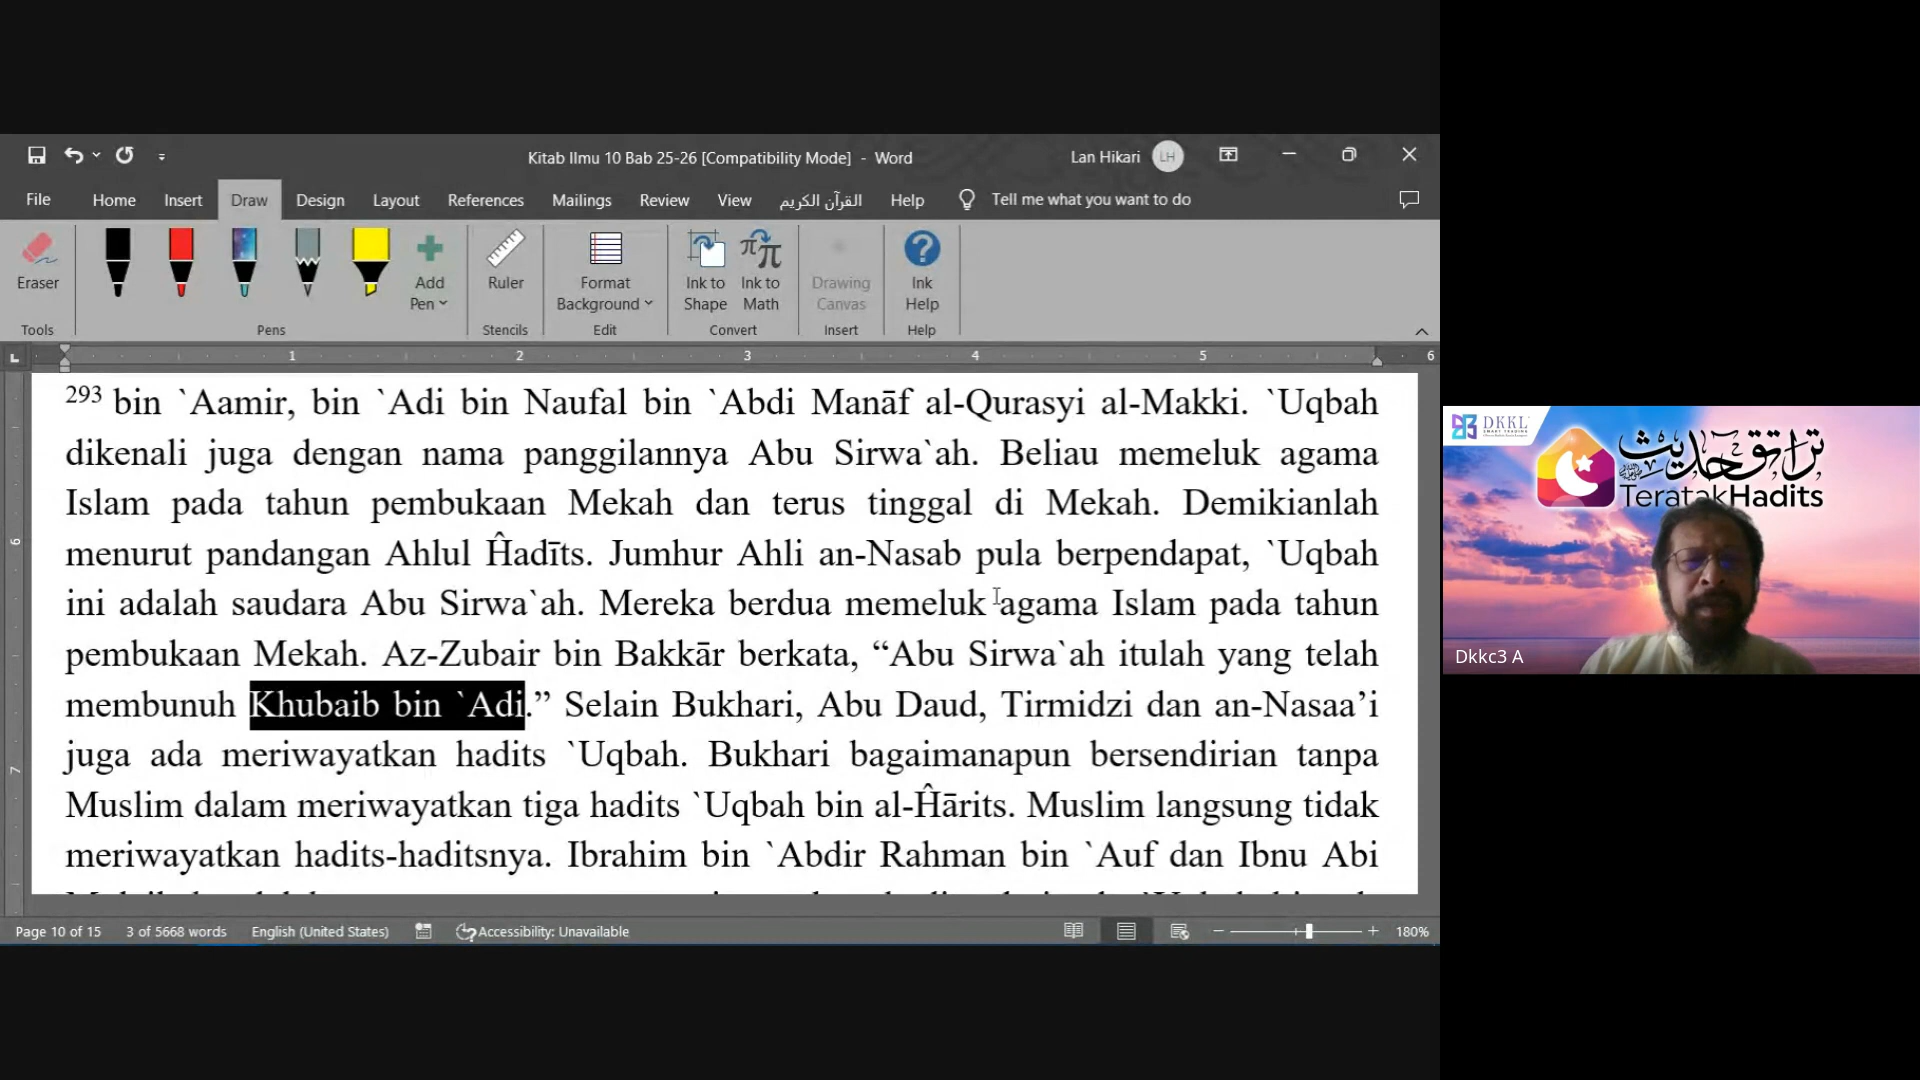 Kitab Ilmu 10 Bab 25-26 [Compatibility Mode] - Word
Lan Hikari LH
File Home Insert Draw Design Layout References Mailings Review View القرآن الكريم Help Tell me what you want to do
Eraser
Add Pen
Ruler
Format Background
Ink to Shape
Ink to Math
Drawing Canvas
Ink Help
Tools Pens Stencils Edit Convert Insert Help
1 2 3 4 5 6
293 bin `Aamir, bin `Adi bin Naufal bin `Abdi Manāf al-Qurasyi al-Makki. `Uqbah
dikenali juga dengan nama panggilannya Abu Sirwa`ah. Beliau memeluk agama
Islam pada tahun pembukaan Mekah dan terus tinggal di Mekah. Demikianlah
menurut pandangan Ahlul Ĥadīts. Jumhur Ahli an-Nasab pula berpendapat, `Uqbah
6
ini adalah saudara Abu Sirwa`ah. Mereka berdua memeluk agama Islam pada tahun
pembukaan Mekah. Az-Zubair bin Bakkār berkata, “Abu Sirwa`ah itulah yang telah
membunuh Khubaib bin `Adi.” Selain Bukhari, Abu Daud, Tirmidzi dan an-Nasaa’i
juga ada meriwayatkan hadits `Uqbah. Bukhari bagaimanapun bersendirian tanpa
7
Muslim dalam meriwayatkan tiga hadits `Uqbah bin al-Ĥārits. Muslim langsung tidak
meriwayatkan hadits-haditsnya. Ibrahim bin `Abdir Rahman bin `Auf dan Ibnu Abi
Page 10 of 15 3 of 5668 words English (United States) Accessibility: Unavailable 180%
DKKL
تراتق حديث
TeratakHadits
Dkkc3 A